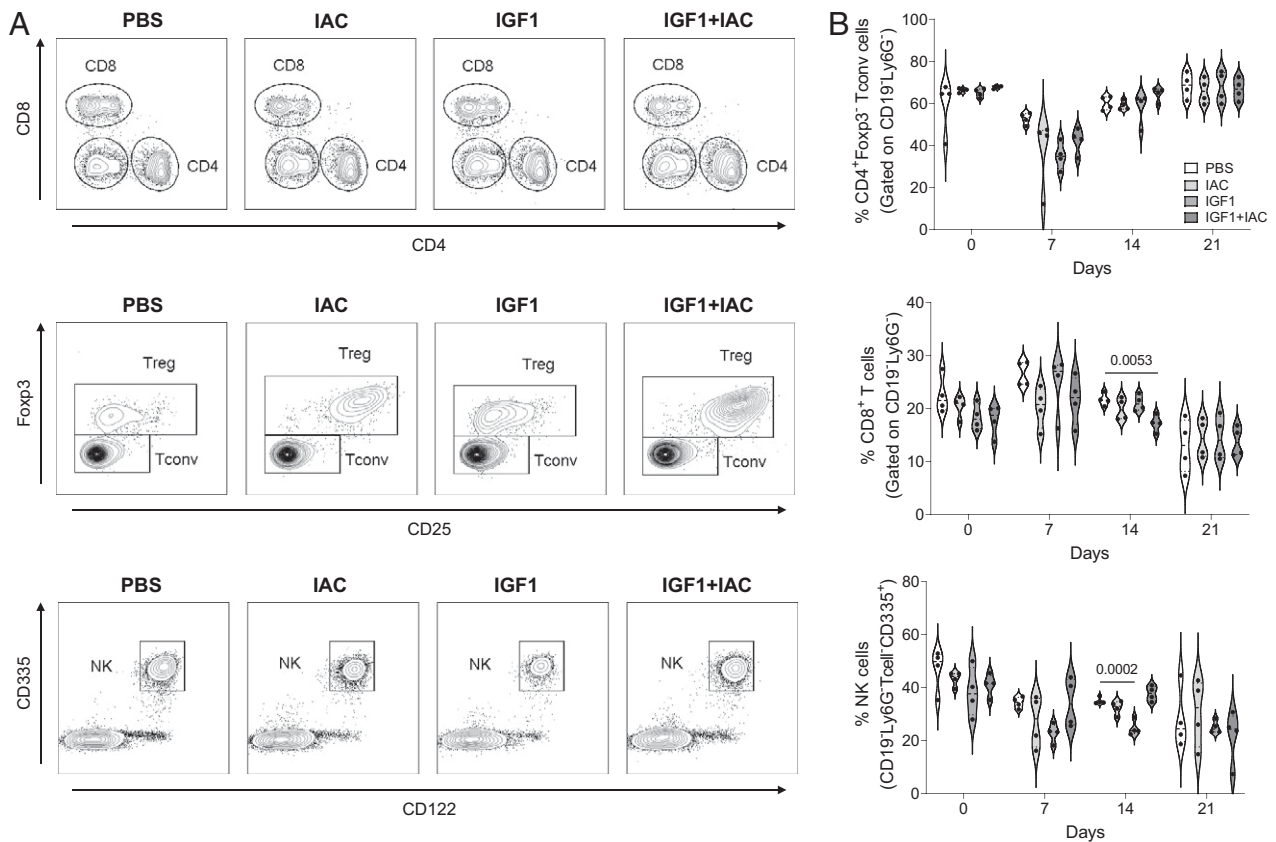 A
PBS
IAC
IGF1
IGF1+IAC
CD8
CD8
CD4
CD8
CD4
CD8
CD4
CD8
CD4
CD4
PBS
IAC
IGF1
IGF1+IAC
Foxp3
Treg
Tconv
Treg
Tconv
Treg
Tconv
Treg
Tconv
CD25
PBS
IAC
IGF1
IGF1+IAC
CD335
NK
NK
NK
NK
CD122
B
% CD4⁺Foxp3⁻ Tconv cells
(Gated on CD19⁻Ly6G⁻)
100
80
60
40
20
0
PBS
IAC
IGF1
IGF1+IAC
0 7 14 21
Days
% CD8⁺ T cells
(Gated on CD19⁻Ly6G⁻)
40
30
20
10
0
0.0053
0 7 14 21
Days
% NK cells
(CD19⁻Ly6G⁻Tcell⁻CD335⁺)
80
60
40
20
0
0.0002
0 7 14 21
Days